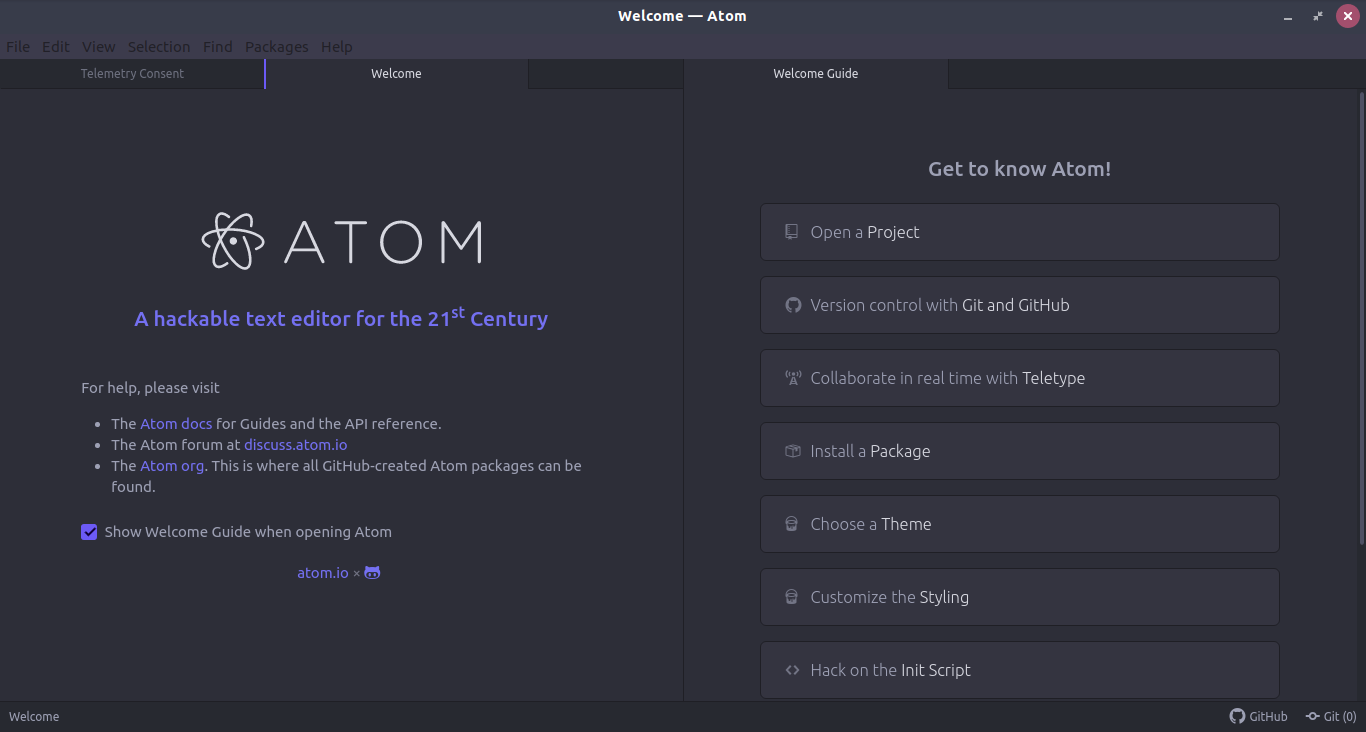 Welcome — Atom
File Edit View Selection Find Packages Help
Telemetry Consent
Welcome
Welcome Guide
ATOM
A hackable text editor for the 21st Century
For help, please visit
The Atom docs for Guides and the API reference.
The Atom forum at discuss.atom.io
The Atom org. This is where all GitHub-created Atom packages can be
found.
Show Welcome Guide when opening Atom
atom.io ×
Get to know Atom!
Open a Project
Version control with Git and GitHub
Collaborate in real time with Teletype
Install a Package
Choose a Theme
Customize the Styling
Hack on the Init Script
Welcome
GitHub
Git (0)